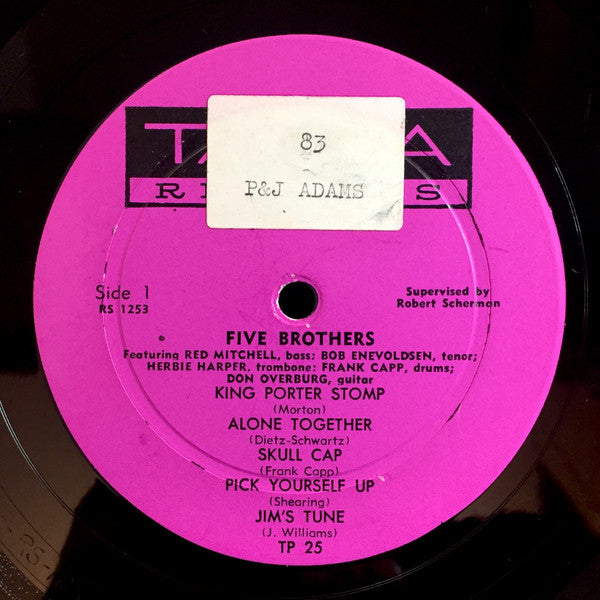 83
P&J ADAMS
Side 1
RS 1253
Supervised by
Robert Scherman
FIVE BROTHERS
Featuring RED MITCHELL, bass; BOB ENEVOLDSEN, tenor;
HERBIE HARPER, trombone; FRANK CAPP, drums;
DON OVERBURG, guitar
KING PORTER STOMP
(Morton)
ALONE TOGETHER
(Dietz-Schwartz)
SKULL CAP
(Frank Capp)
PICK YOURSELF UP
(Shearing)
JIM'S TUNE
(J. Williams)
TP 25